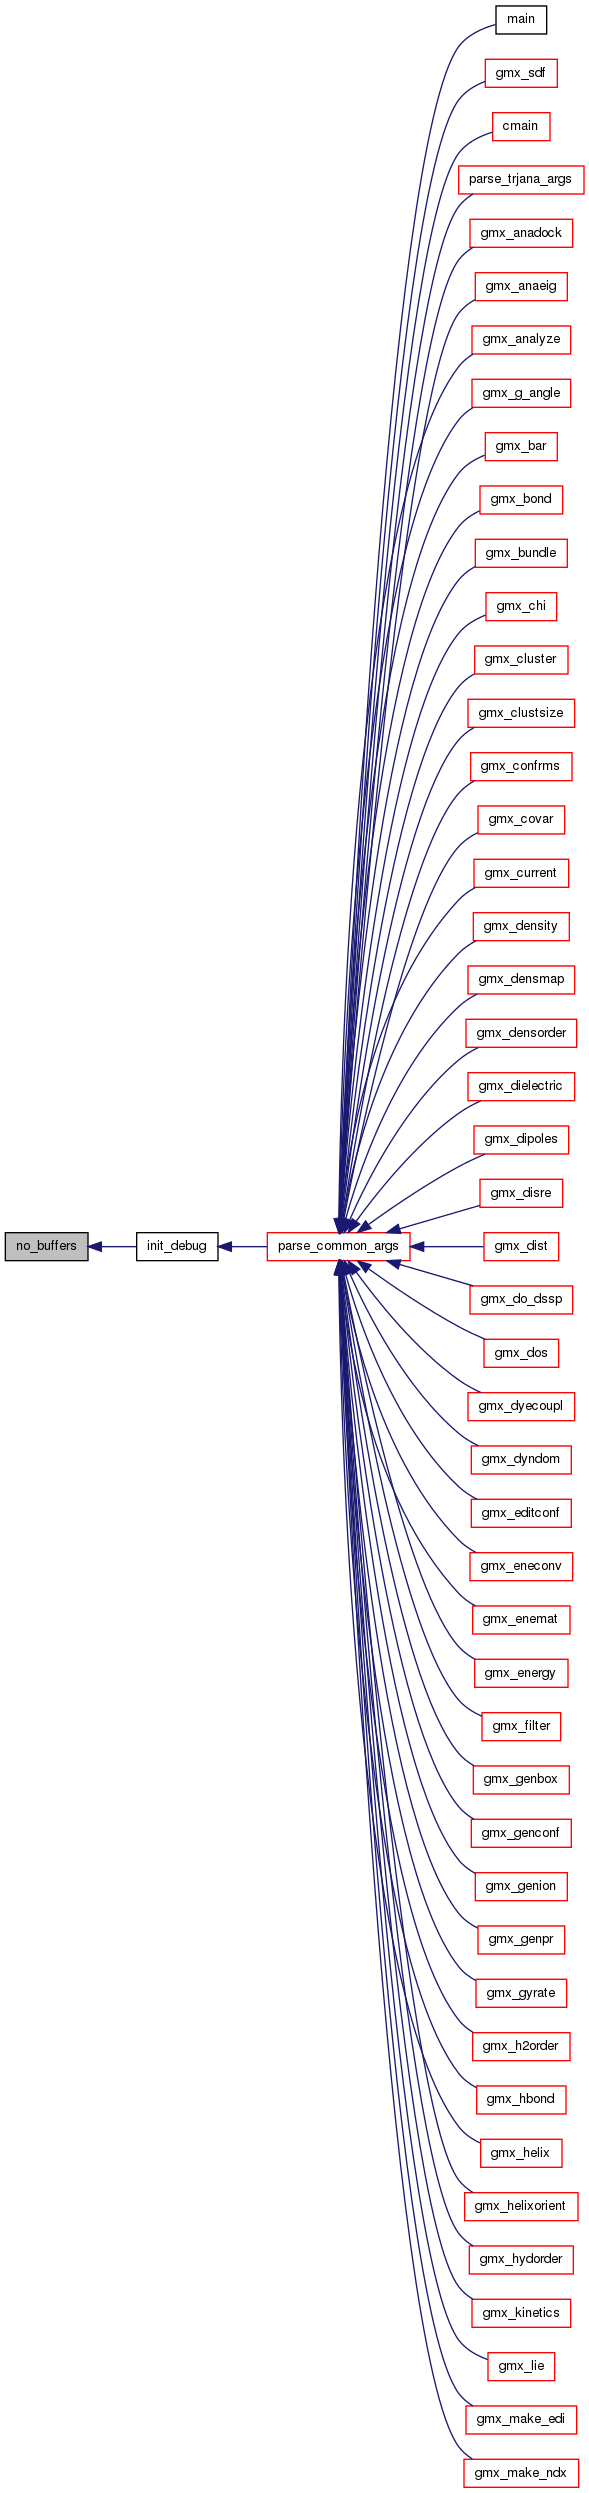 main
gmx_sdf
cmain
parse_trjana_args
gmx_anadock
gmx_anaeig
gmx_analyze
gmx_g_angle
gmx_bar
gmx_bond
gmx_bundle
gmx_chi
gmx_cluster
gmx_clustsize
gmx_confrms
gmx_covar
gmx_current
gmx_density
gmx_densmap
gmx_densorder
gmx_dielectric
gmx_dipoles
gmx_disre
no_buffers
init_debug
parse_common_args
gmx_dist
gmx_do_dssp
gmx_dos
gmx_dyecoupl
gmx_dyndom
gmx_editconf
gmx_eneconv
gmx_enemat
gmx_energy
gmx_filter
gmx_genbox
gmx_genconf
gmx_genion
gmx_genpr
gmx_gyrate
gmx_h2order
gmx_hbond
gmx_helix
gmx_helixorient
gmx_hydorder
gmx_kinetics
gmx_lie
gmx_make_edi
gmx_make_ndx